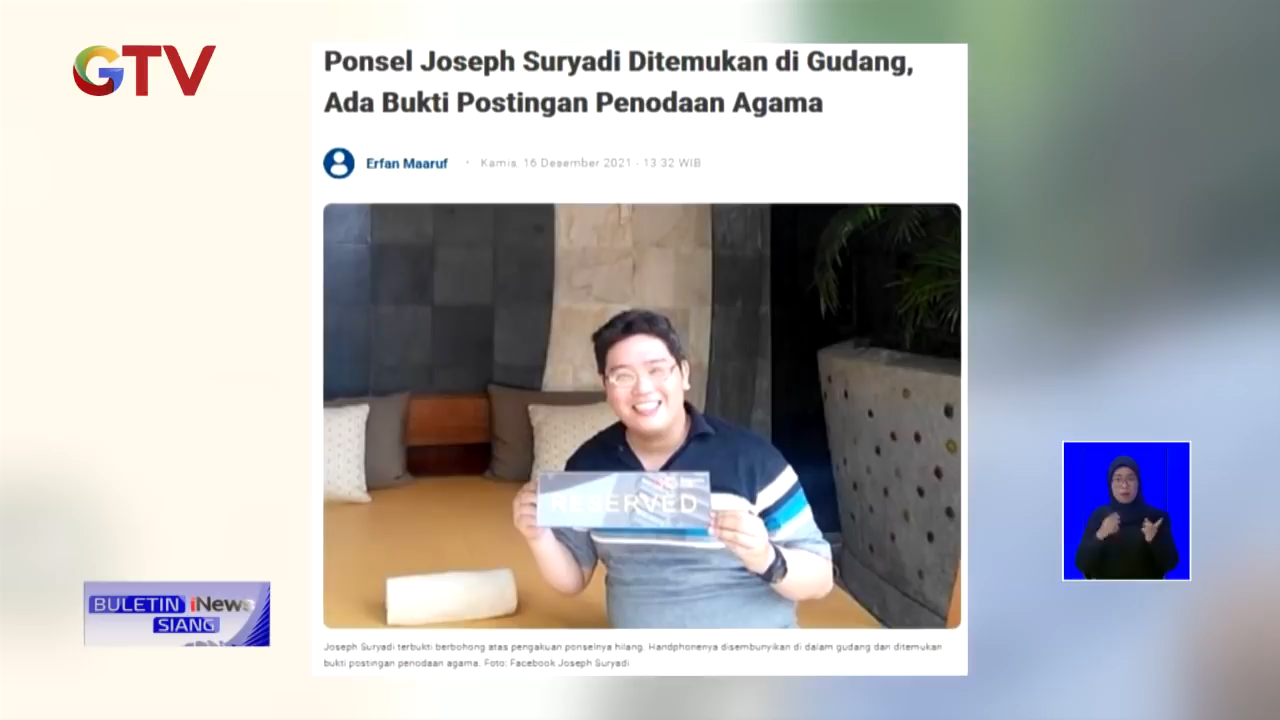 GTV
Ponsel Joseph Suryadi Ditemukan di Gudang,
Ada Bukti Postingan Penodaan Agama
Erfan Maaruf • Kamis, 16 Desember 2021 - 13:32 WIB
RESERVED
BULETIN iNews
SIANG
Joseph Suryadi terbukti berbohong atas pengakuan ponselnya hilang. Handphonenya disembunyikan di dalam gudang dan ditemukan
bukti postingan penodaan agama. Foto: Facebook Joseph Suryadi